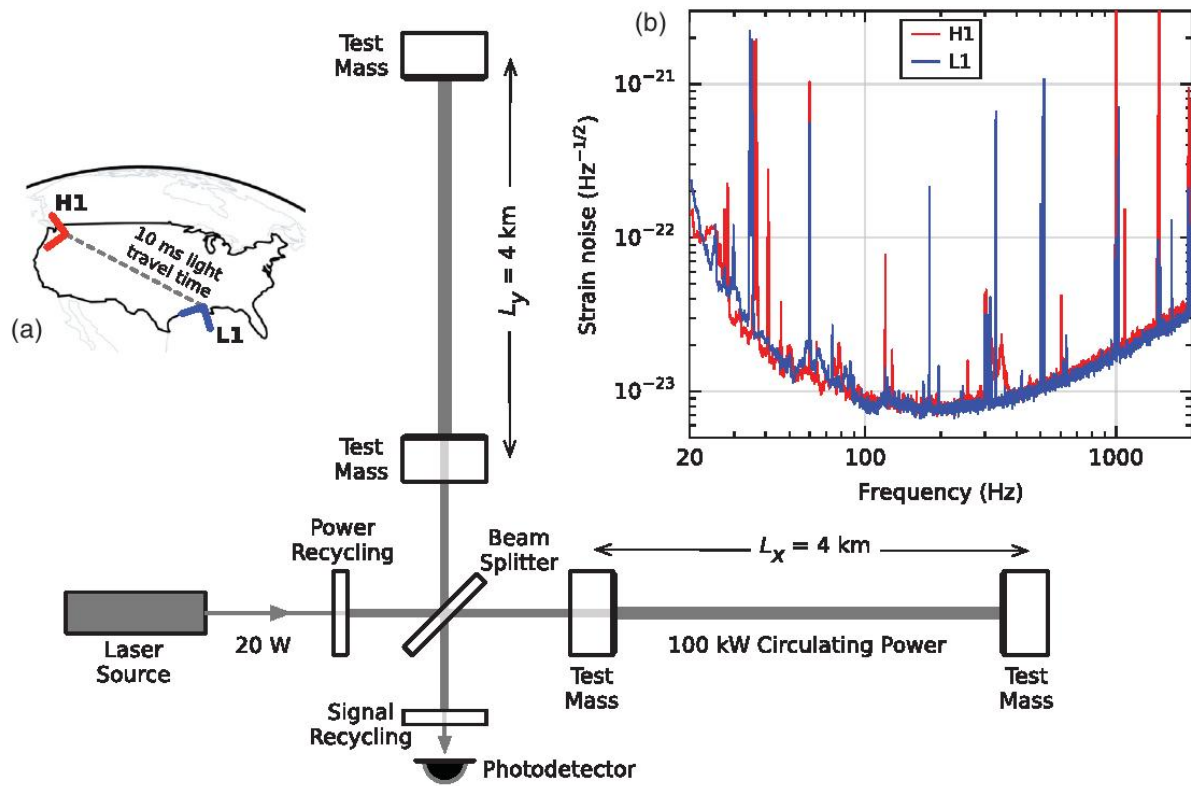 (a)
H1
10 ms light
travel time
L1
Test
Mass
L_y = 4 km
Test
Mass
Power
Recycling
Beam
Splitter
L_x = 4 km
Laser
Source
20 W
100 kW Circulating Power
Test
Mass
Test
Mass
Signal
Recycling
Photodetector
(b)
H1
L1
Strain noise (Hz^{-1/2})
10^{-21}
10^{-22}
10^{-23}
20
100
1000
Frequency (Hz)